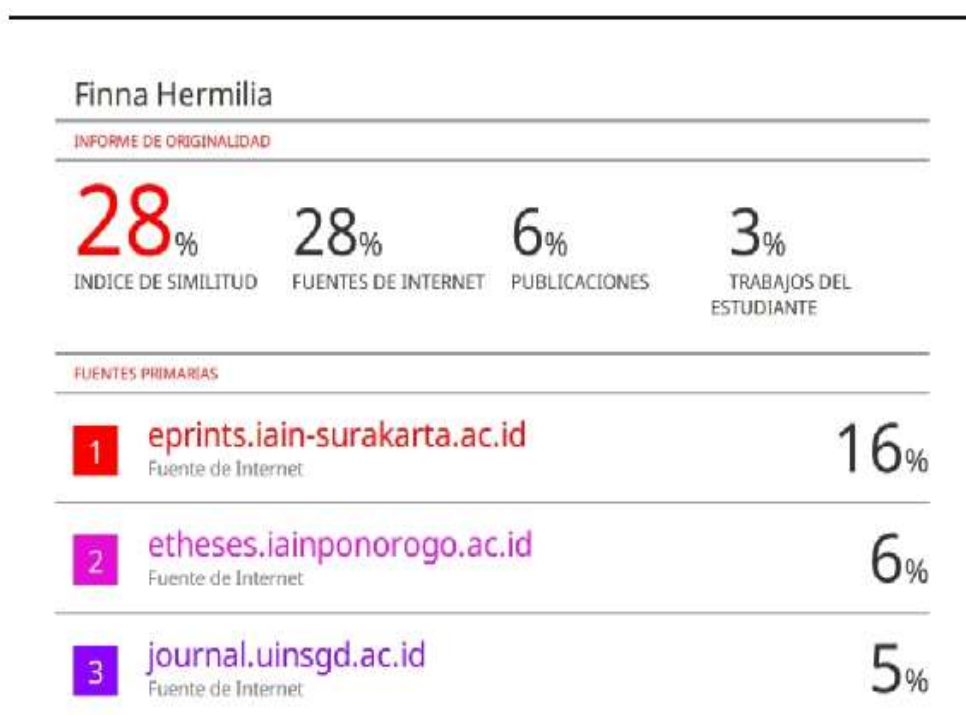 Finna Hermilia
INFORME DE ORIGINALIDAD
28% 28% 6% 3%
INDICE DE SIMILITUD FUENTES DE INTERNET PUBLICACIONES TRABAJOS DEL
ESTUDIANTE
FUENTES PRIMARIAS
1 eprints.iain-surakarta.ac.id 16%
Fuente de Internet
2 etheses.iainponorogo.ac.id 6%
Fuente de Internet
3 journal.uinsgd.ac.id 5%
Fuente de Internet